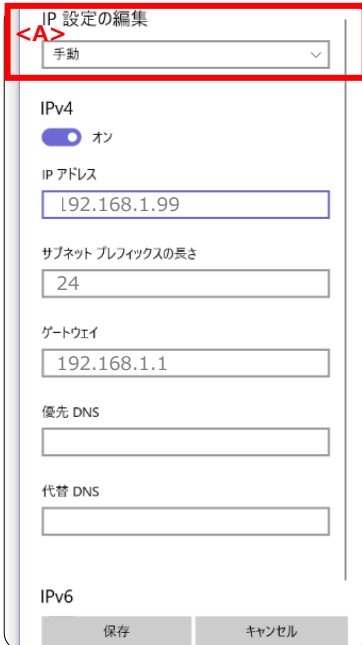 IP 設定の編集
<A>
手動
IPv4
オン
IP アドレス
192.168.1.99
サブネット プレフィックスの長さ
24
ゲートウェイ
192.168.1.1
優先 DNS
代替 DNS
IPv6
保存 キャンセル